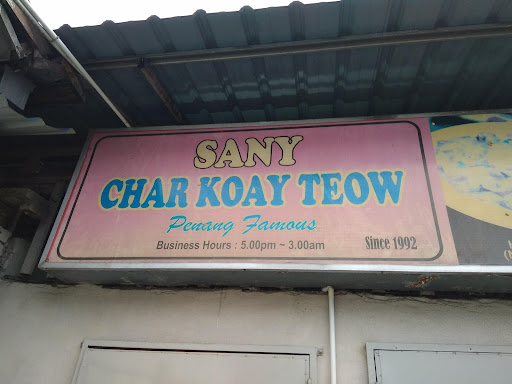 SANY
CHAR KOAY TEOW
Penang Famous
Business Hours : 5.00pm ~ 3.00am
Since 1992